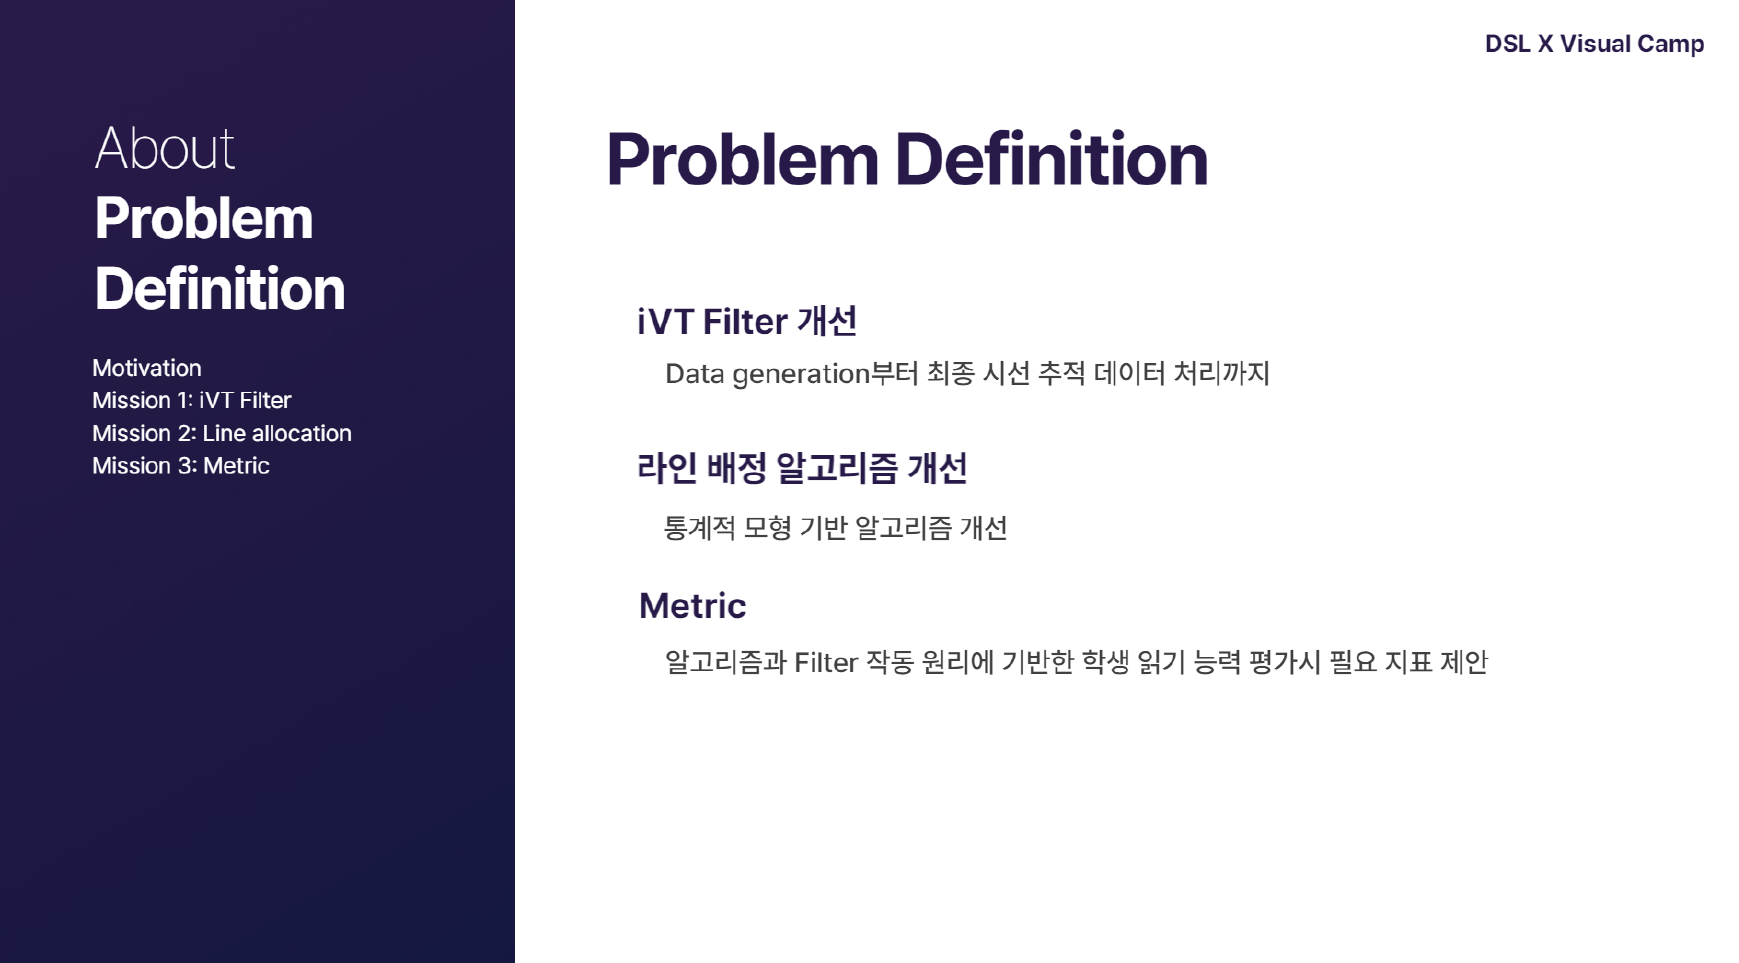 DSL X Visual Camp
About
Problem
Definition
Motivation
Mission 1: iVT Filter
Mission 2: Line allocation
Mission 3: Metric
Problem Definition
iVT Filter 개선
Data generation부터 최종 시선 추적 데이터 처리까지
라인 배정 알고리즘 개선
통계적 모형 기반 알고리즘 개선
Metric
알고리즘과 Filter 작동 원리에 기반한 학생 읽기 능력 평가시 필요 지표 제안